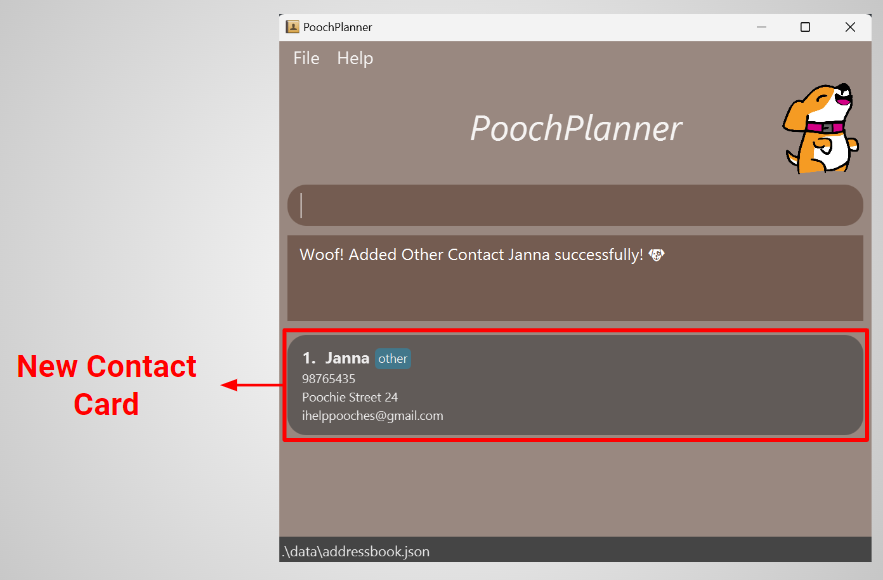 PoochPlanner
File Help
PoochPlanner
Woof! Added Other Contact Janna successfully!
New Contact
Card
1. Janna other
98765435
Poochie Street 24
ihelppooches@gmail.com
.\data\addressbook.json